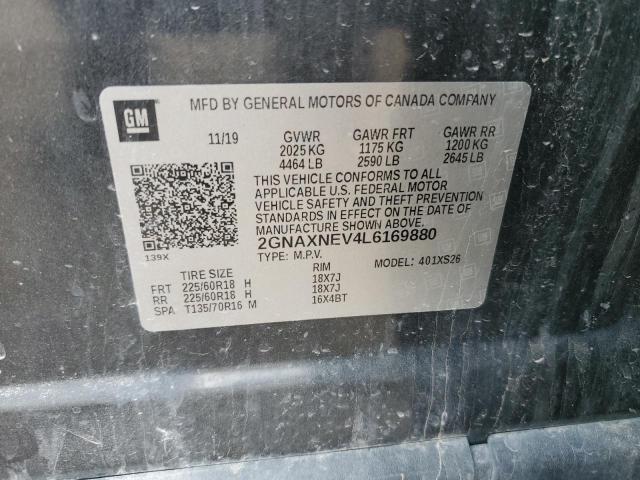 GM
MFD BY GENERAL MOTORS OF CANADA COMPANY
11/19 GVWR GAWR FRT GAWR RR
2025 KG 1175 KG 1200 KG
4464 LB 2590 LB 2645 LB
THIS VEHICLE CONFORMS TO ALL
APPLICABLE U.S. FEDERAL MOTOR
VEHICLE SAFETY AND THEFT PREVENTION
STANDARDS IN EFFECT ON THE DATE OF
MANUFACTURE SHOWN ABOVE.
2GNAXNEV4L6169880
139X
TYPE: M.P.V. MODEL: 401XS26
TIRE SIZE RIM
FRT 225/60R18 H 18X7J
RR 225/60R18 H 18X7J
SPA T135/70R16 M 16X4BT